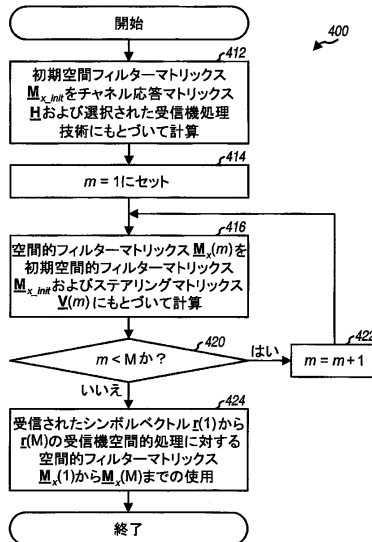 開始
400
412
初期空間フィルターマトリックス
M_x_initをチャネル応答マトリックス
Hおよび選択された受信機処理
技術にもとづいて計算
414
m = 1にセット
416
空間的フィルターマトリックス M_x(m)を
初期空間的フィルターマトリックス
M_x_initおよびステアリングマトリックス
V(m)にもとづいて計算
420
m < Mか?
はい
422
m = m+1
いいえ
424
受信されたシンボルベクトル r(1)から
r(M)の受信機空間的処理に対する
空間的フィルターマトリックス
M_x(1)からM_x(M)までの使用
終了